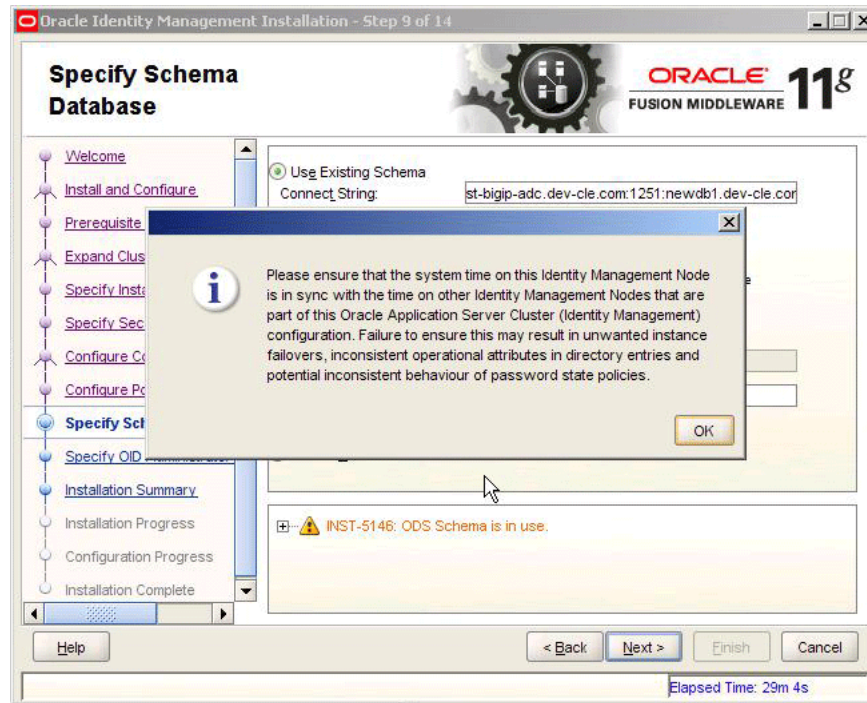 Oracle Identity Management Installation - Step 9 of 14
Specify Schema
Database
ORACLE
FUSION MIDDLEWARE 11g
Welcome
Install and Configure
Prerequisite
Expand Clus
Specify Insta
Specify Sec
Configure Co
Configure Po
Specify Sch
Specify OID
Installation Summary
Installation Progress
Configuration Progress
Installation Complete
Use Existing Schema
Connect String:
st-bigip-adc.dev-cle.com:1251:newdb1.dev-cle.cor
Please ensure that the system time on this Identity Management Node
is in sync with the time on other Identity Management Nodes that are
part of this Oracle Application Server Cluster (Identity Management)
configuration. Failure to ensure this may result in unwanted instance
failovers, inconsistent operational attributes in directory entries and
potential inconsistent behaviour of password state policies.
OK
INST-5146: ODS Schema is in use.
Help
< Back
Next >
Finish
Cancel
Elapsed Time: 29m 4s